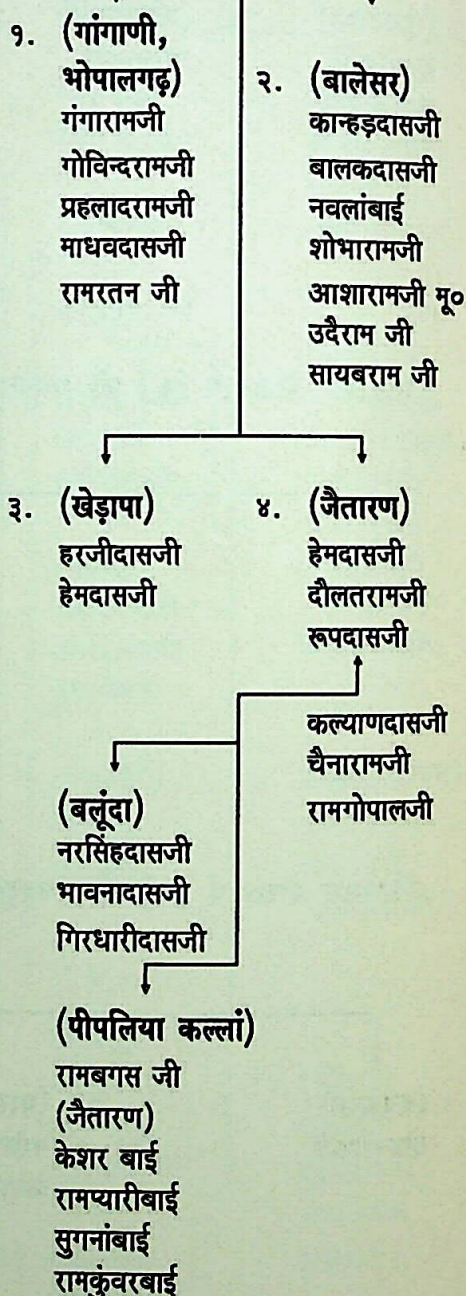 १. (गांगाणी,
भोपालगढ़)
गंगारामजी
गोविन्दरामजी
प्रहलादरामजी
माधवदासजी
रामरतन जी
२. (बालेसर)
कान्हड़दासजी
बालकदासजी
नवलांबाई
शोभारामजी
आशारामजी मू०
उदैराम जी
सायबराम जी
३. (खेड़ापा)
हरजीदासजी
हेमदासजी
४. (जैतारण)
हेमदासजी
दौलतरामजी
रूपदासजी
कल्याणदासजी
चैनारामजी
रामगोपालजी
(बलूंदा)
नरसिंहदासजी
भावनादासजी
गिरधारीदासजी
(पीपलिया कल्लां)
रामबगस जी
(जैतारण)
केशर बाई
रामप्यारीबाई
सुगनांबाई
रामकुंवरबाई